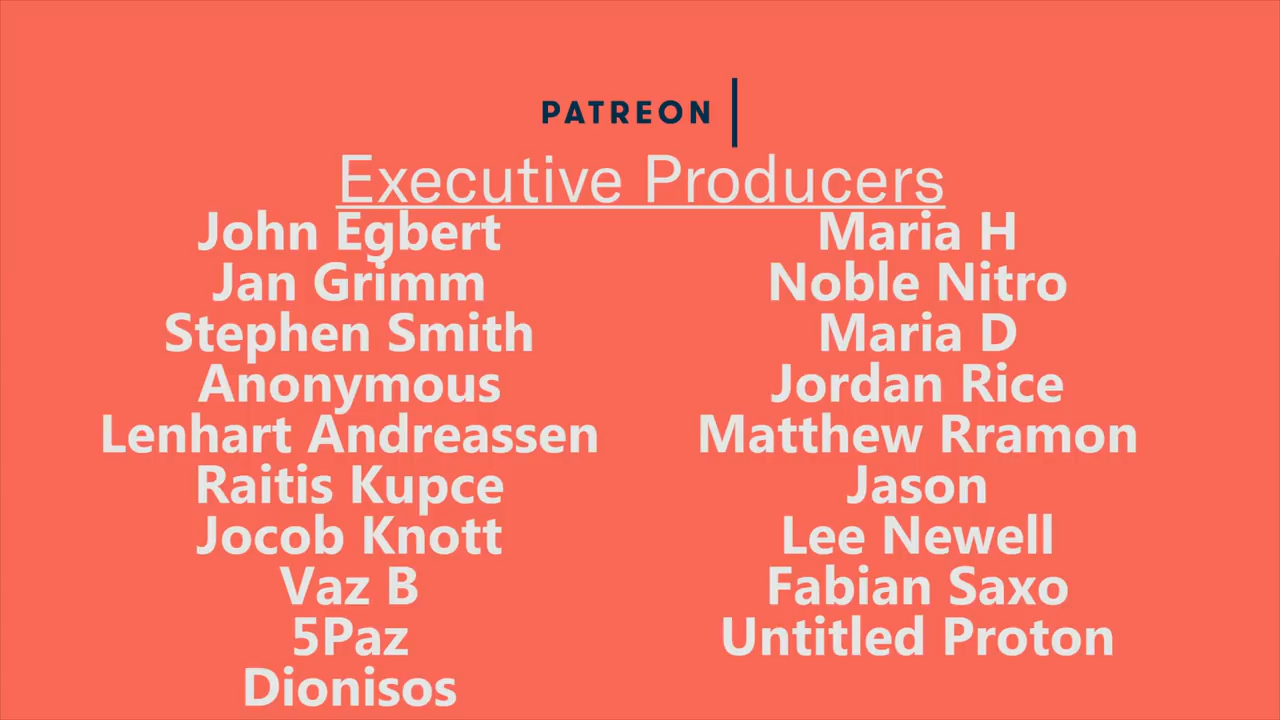 PATREON
Executive Producers
John Egbert
Jan Grimm
Stephen Smith
Anonymous
Lenhart Andreassen
Raitis Kupce
Jocob Knott
Vaz B
5Paz
Dionisos
Maria H
Noble Nitro
Maria D
Jordan Rice
Matthew Rramon
Jason
Lee Newell
Fabian Saxo
Untitled Proton